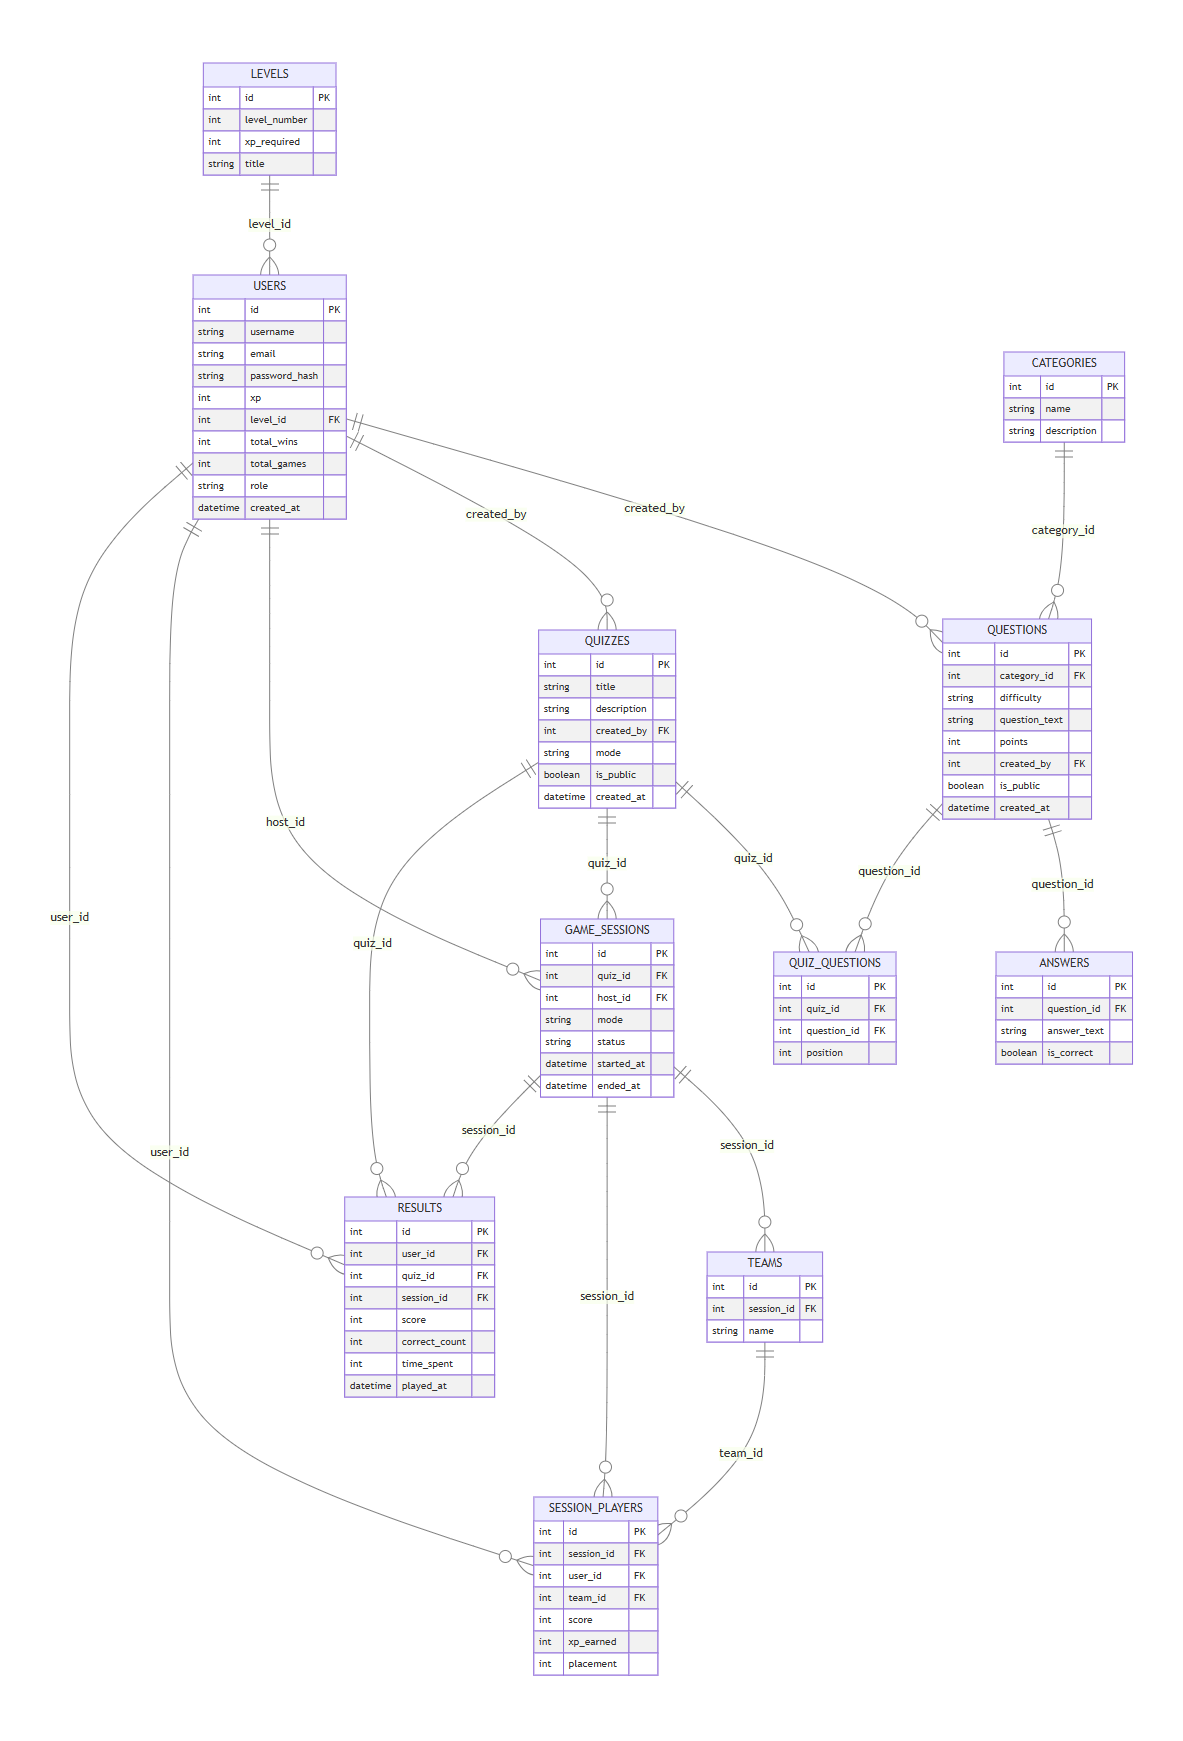 LEVELS
int id PK
int level_number
int xp_required
string title
level_id
USERS
int id PK
string username
string email
string password_hash
int xp
int level_id FK
int total_wins
int total_games
string role
datetime created_at
CATEGORIES
int id PK
string name
string description
created_by
created_by
category_id
QUIZZES
int id PK
string title
string description
int created_by FK
string mode
boolean is_public
datetime created_at
QUESTIONS
int id PK
int category_id FK
string difficulty
string question_text
int points
int created_by FK
boolean is_public
datetime created_at
host_id
quiz_id
quiz_id
question_id
question_id
user_id
quiz_id
GAME_SESSIONS
int id PK
int quiz_id FK
int host_id FK
string mode
string status
datetime started_at
datetime ended_at
QUIZ_QUESTIONS
int id PK
int quiz_id FK
int question_id FK
int position
ANSWERS
int id PK
int question_id FK
string answer_text
boolean is_correct
session_id
session_id
user_id
RESULTS
int id PK
int user_id FK
int quiz_id FK
int session_id FK
int score
int correct_count
int time_spent
datetime played_at
TEAMS
int id PK
int session_id FK
string name
session_id
team_id
SESSION_PLAYERS
int id PK
int session_id FK
int user_id FK
int team_id FK
int score
int xp_earned
int placement